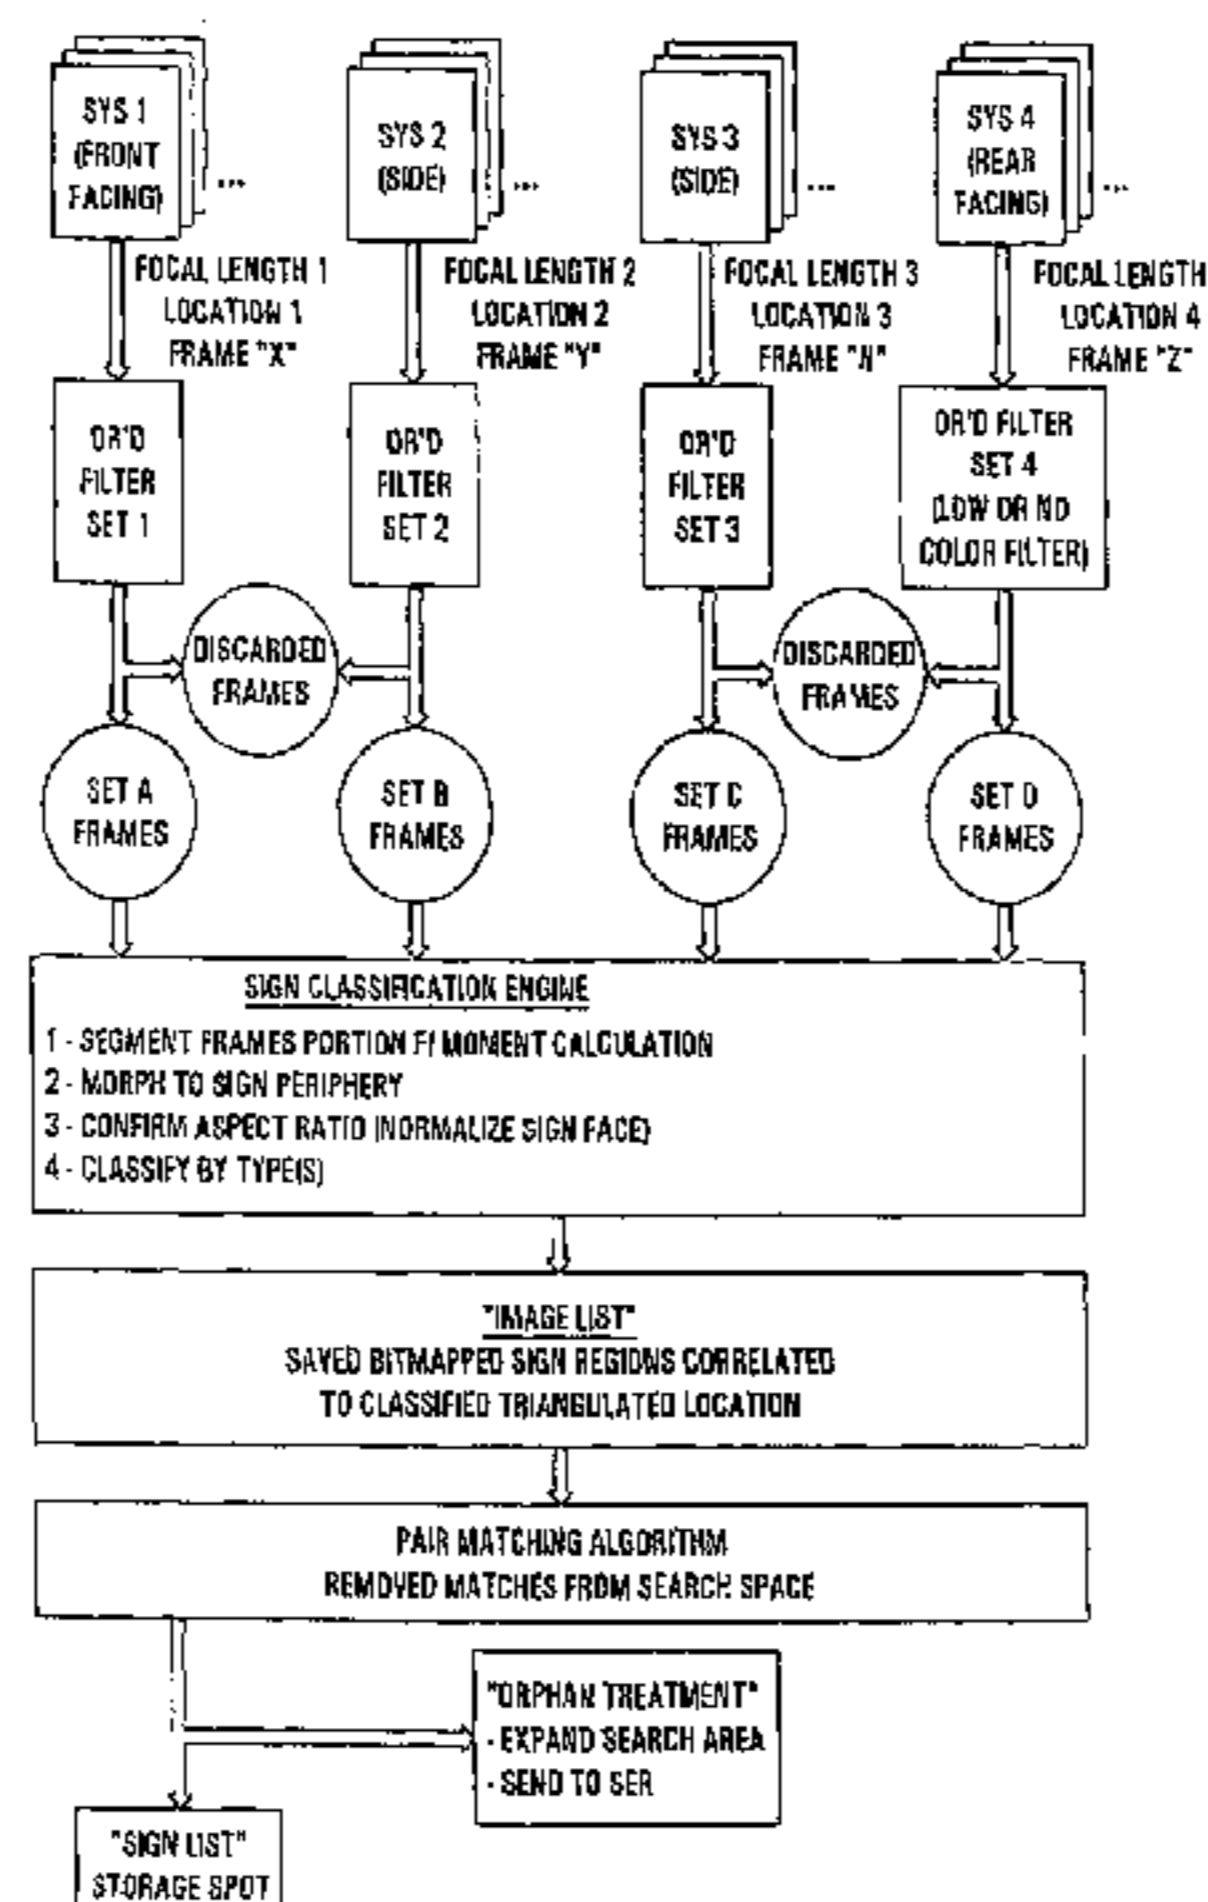 SYS 1
(FRONT
FACING)
...
SYS 2
(SIDE)
...
SYS 3
(SIDE)
...
SYS 4
(REAR
FACING)
...
FOCAL LENGTH 1
LOCATION 1
FRAME "X"
FOCAL LENGTH 2
LOCATION 2
FRAME "Y"
FOCAL LENGTH 3
LOCATION 3
FRAME "N"
FOCAL LENGTH
LOCATION 4
FRAME "Z"
OR'D
FILTER
SET 1
OR'D
FILTER
SET 2
OR'D
FILTER
SET 3
OR'D FILTER
SET 4
(LOW OR NO
COLOR FILTER)
DISCARDED
FRAMES
DISCARDED
FRAMES
SET A
FRAMES
SET B
FRAMES
SET C
FRAMES
SET D
FRAMES
SIGN CLASSIFICATION ENGINE
1 - SEGMENT FRAMES PORTION F/ MOMENT CALCULATION
2 - MORPH TO SIGN PERIPHERY
3 - CONFIRM ASPECT RATIO (NORMALIZE SIGN FACE)
4 - CLASSIFY BY TYPE(S)
"IMAGE LIST"
SAVED BITMAPPED SIGN REGIONS CORRELATED
TO CLASSIFIED TRIANGULATED LOCATION
PAIR MATCHING ALGORITHM
REMOVED MATCHES FROM SEARCH SPACE
"ORPHAN TREATMENT"
- EXPAND SEARCH AREA
- SEND TO SER
"SIGN LIST"
STORAGE SPOT